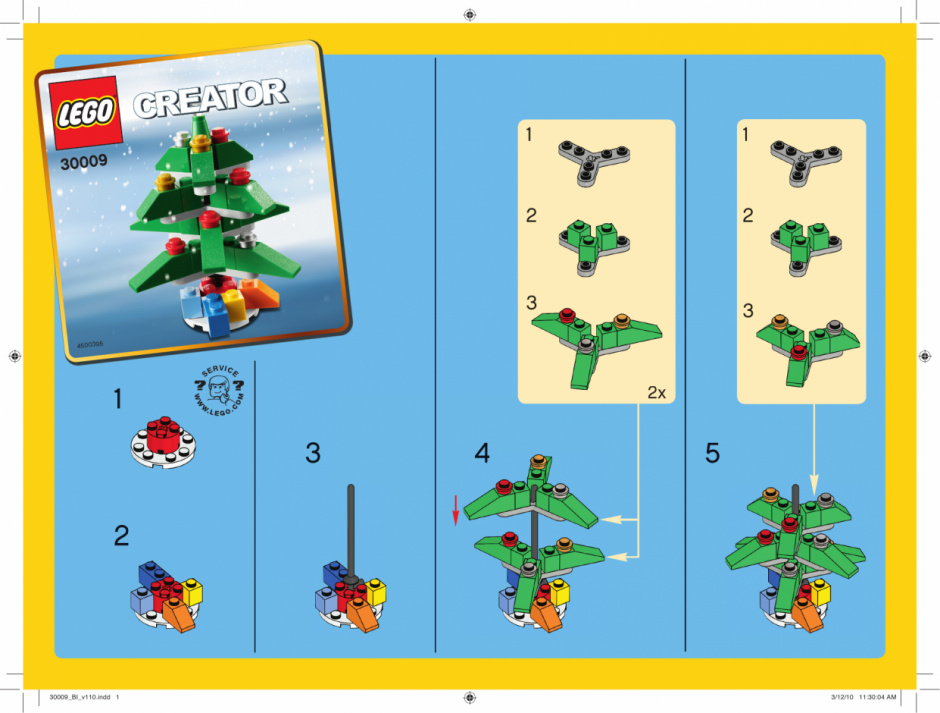 LEGO
CREATOR
30009
4600066
SERVICE
? ?
WWW.LEGO.COM
1
2
3
1
2
3
2x
4
1
2
3
5
30009_BI_v110.indd 1
3/12/10 11:30:04 AM